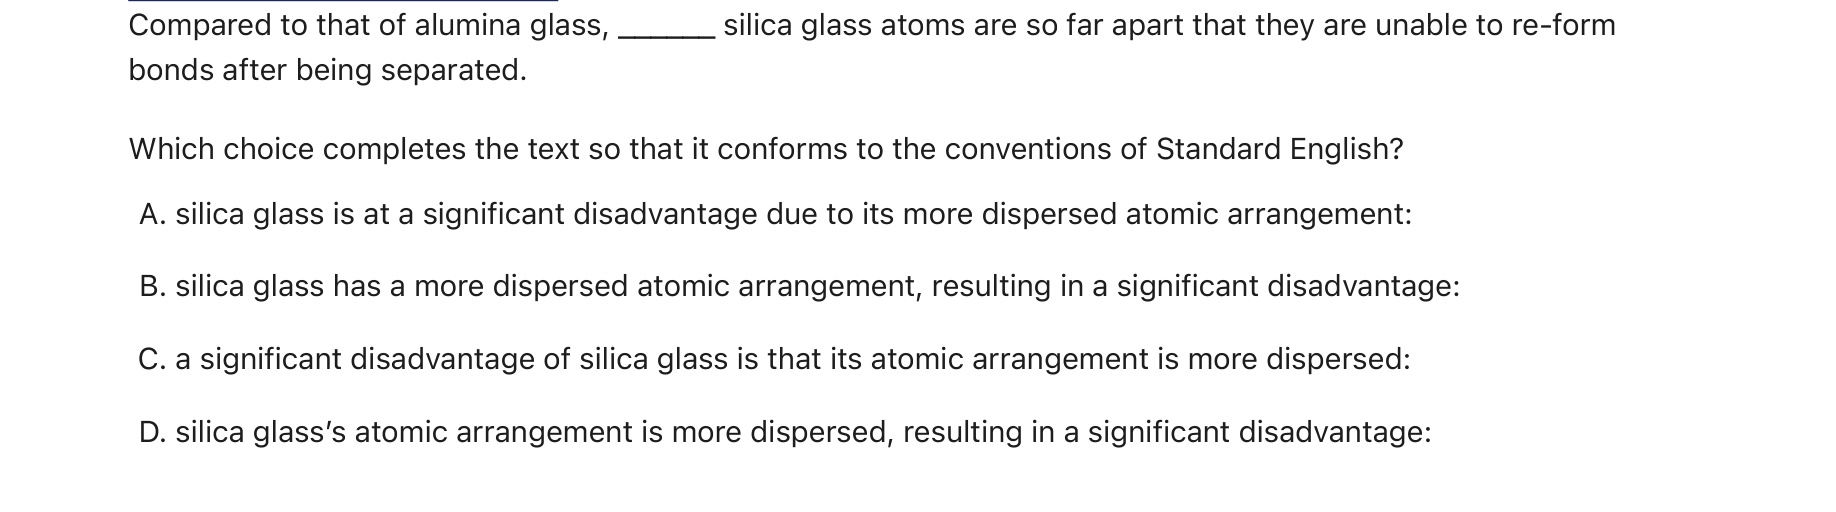 Compared to that of alumina glass, ______ silica glass atoms are so far apart that they are unable to re-form
bonds after being separated.
Which choice completes the text so that it conforms to the conventions of Standard English?
A. silica glass is at a significant disadvantage due to its more dispersed atomic arrangement:
B. silica glass has a more dispersed atomic arrangement, resulting in a significant disadvantage:
C. a significant disadvantage of silica glass is that its atomic arrangement is more dispersed:
D. silica glass’s atomic arrangement is more dispersed, resulting in a significant disadvantage: